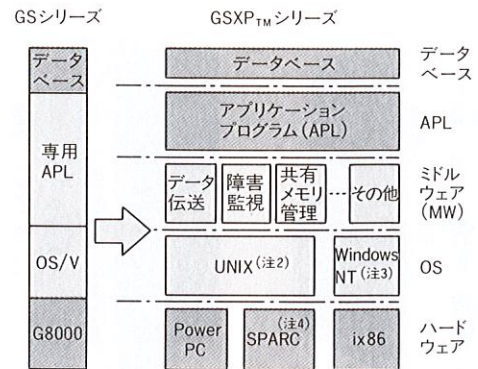 GSシリーズ
GSXPTMシリーズ
データ
ベース
専用
APL
OS/V
G8000
データベース
データ
ベース
アプリケーション
プログラム(APL)
APL
データ
伝送
障害
監視
共有
メモリ
管理
…
その他
ミドル
ウェア
(MW)
UNIX(注2)
Windows
NT(注3)
OS
Power
PC
SPARC(注4)
ix86
ハード
ウェア